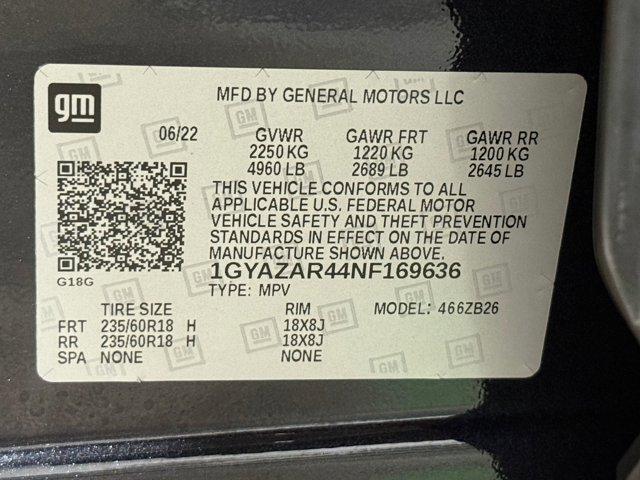 gm
MFD BY GENERAL MOTORS LLC
06/22 GVWR GAWR FRT GAWR RR
2250 KG 1220 KG 1200 KG
4960 LB 2689 LB 2645 LB
THIS VEHICLE CONFORMS TO ALL
APPLICABLE U.S. FEDERAL MOTOR
VEHICLE SAFETY AND THEFT PREVENTION
STANDARDS IN EFFECT ON THE DATE OF
MANUFACTURE SHOWN ABOVE.
G18G
1GYAZAR44NF169636
TYPE: MPV MODEL: 466ZB26
TIRE SIZE RIM
FRT 235/60R18 H 18X8J
RR 235/60R18 H 18X8J
SPA NONE NONE